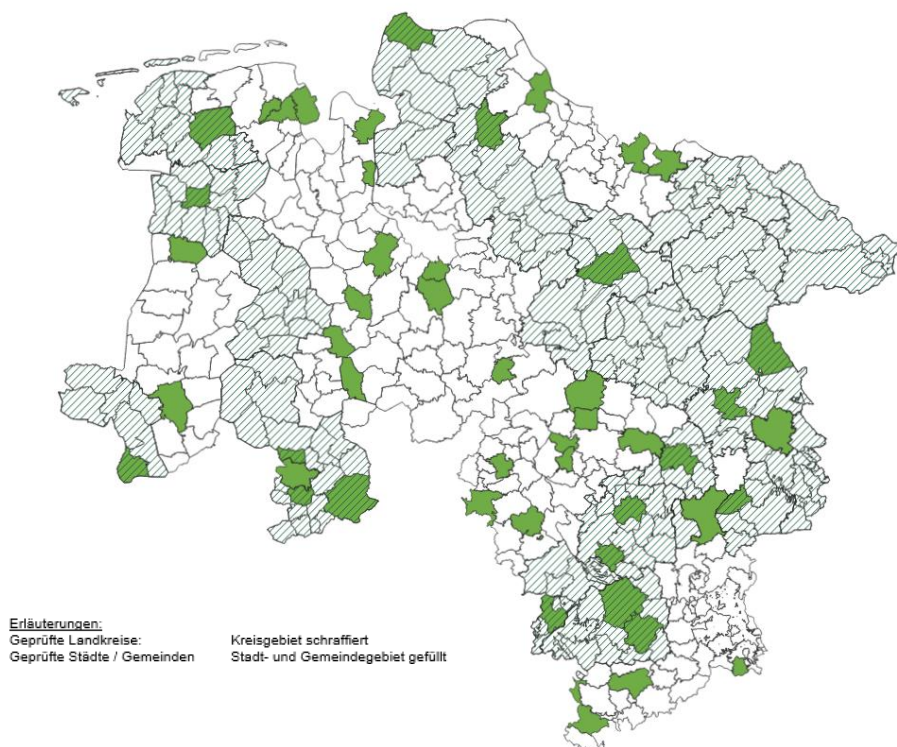 Erläuterungen:
Geprüfte Landkreise: Kreisgebiet schraffiert
Geprüfte Städte / Gemeinden Stadt- und Gemeindegebiet gefüllt